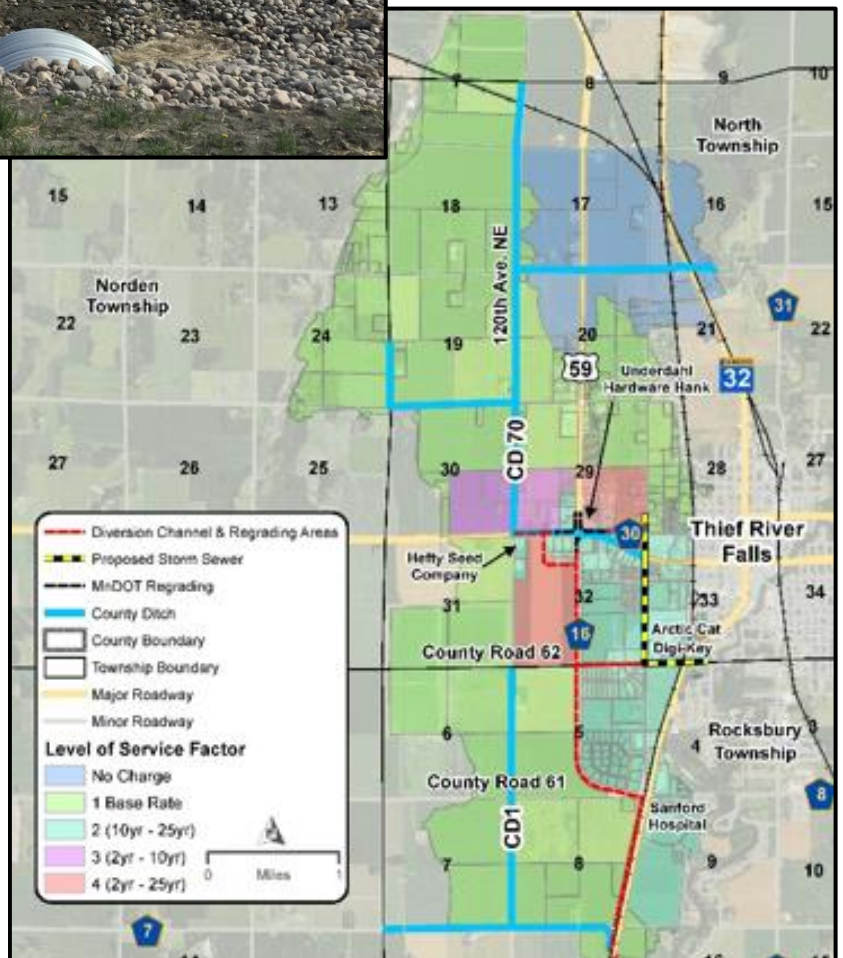 7
8
9
10
North
Township
15
14
13
18
17
16
15
120th Ave. NE
Norden
Township
31
22
23
24
19
20
21
22
59
Underdahl
Hardware Hank
32
CD 70
27
26
25
30
29
28
27
30
Thief River
Falls
Hefty Seed
Company
31
32
33
34
16
Arctic Cat
Digi-Key
County Road 62
6
5
4
3
Rocksbury
Township
County Road 61
8
Sanford
Hospital
CD1
7
8
9
10
7
Diversion Channel & Regrading Areas
Proposed Storm Sewer
MnDOT Regrading
County Ditch
County Boundary
Township Boundary
Major Roadway
Minor Roadway
Level of Service Factor
No Charge
1 Base Rate
2 (10yr - 25yr)
3 (2yr - 10yr)
4 (2yr - 25yr)
0 Miles 1